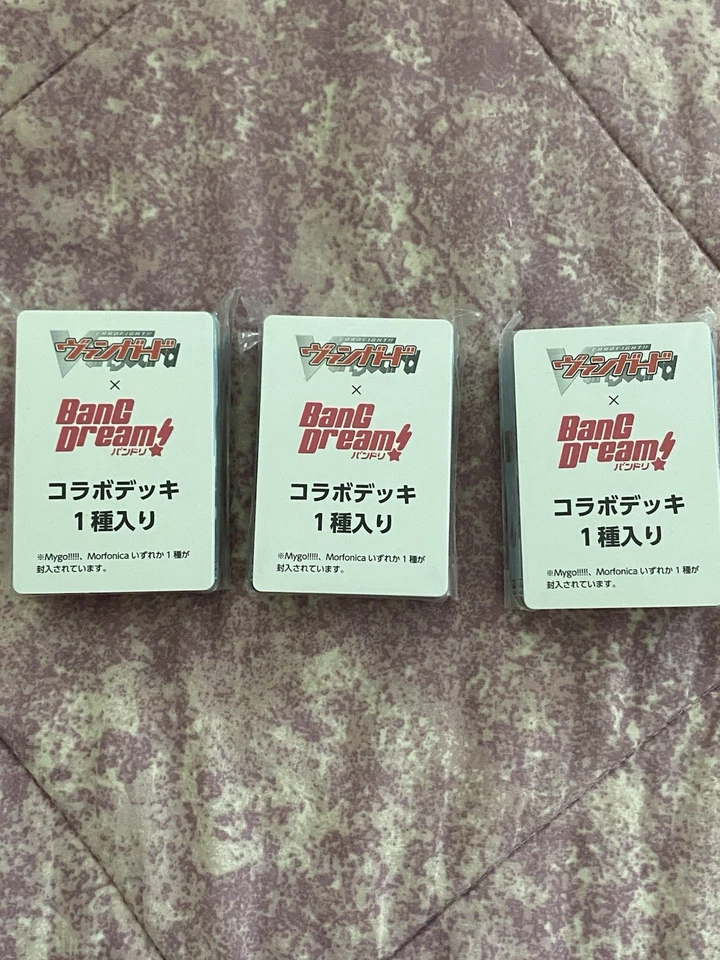 CARDFIGHT!!
ヴァンガード
×
BanG
Dream!
バンドリ
コラボデッキ
1種入り
※Mygo!!!!!、Morfonica いずれか 1 種が
封入されています。
CARDFIGHT!!
ヴァンガード
×
BanG
Dream!
バンドリ
コラボデッキ
1種入り
※Mygo!!!!!、Morfonica いずれか 1 種が
封入されています。
CARDFIGHT!!
ヴァンガード
×
BanG
Dream!
バンドリ
コラボデッキ
1種入り
※Mygo!!!!!、Morfonica いずれか 1 種が
封入されています。